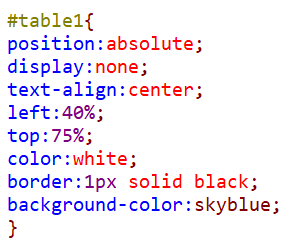 #table1{
position:absolute;
display:none;
text-align:center;
left:40%;
top:75%;
color:white;
border:1px solid black;
background-color:skyblue;
}